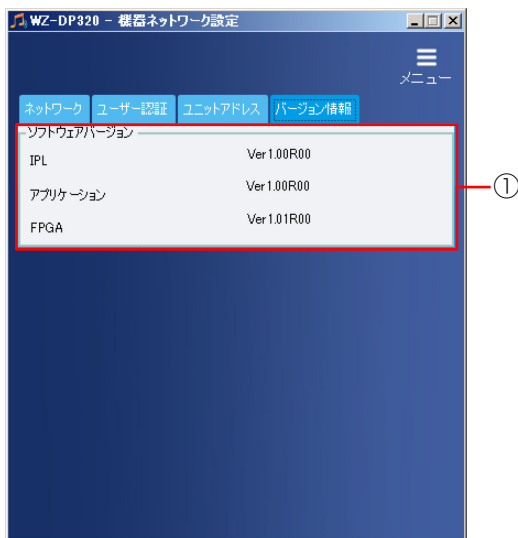 WZ-DP320 - 機器ネットワーク設定
メニュー
ネットワーク ユーザー認証 ユニットアドレス バージョン情報
ソフトウェアバージョン
IPL Ver1.00R00
アプリケーション Ver1.00R00
FPGA Ver1.01R00
①